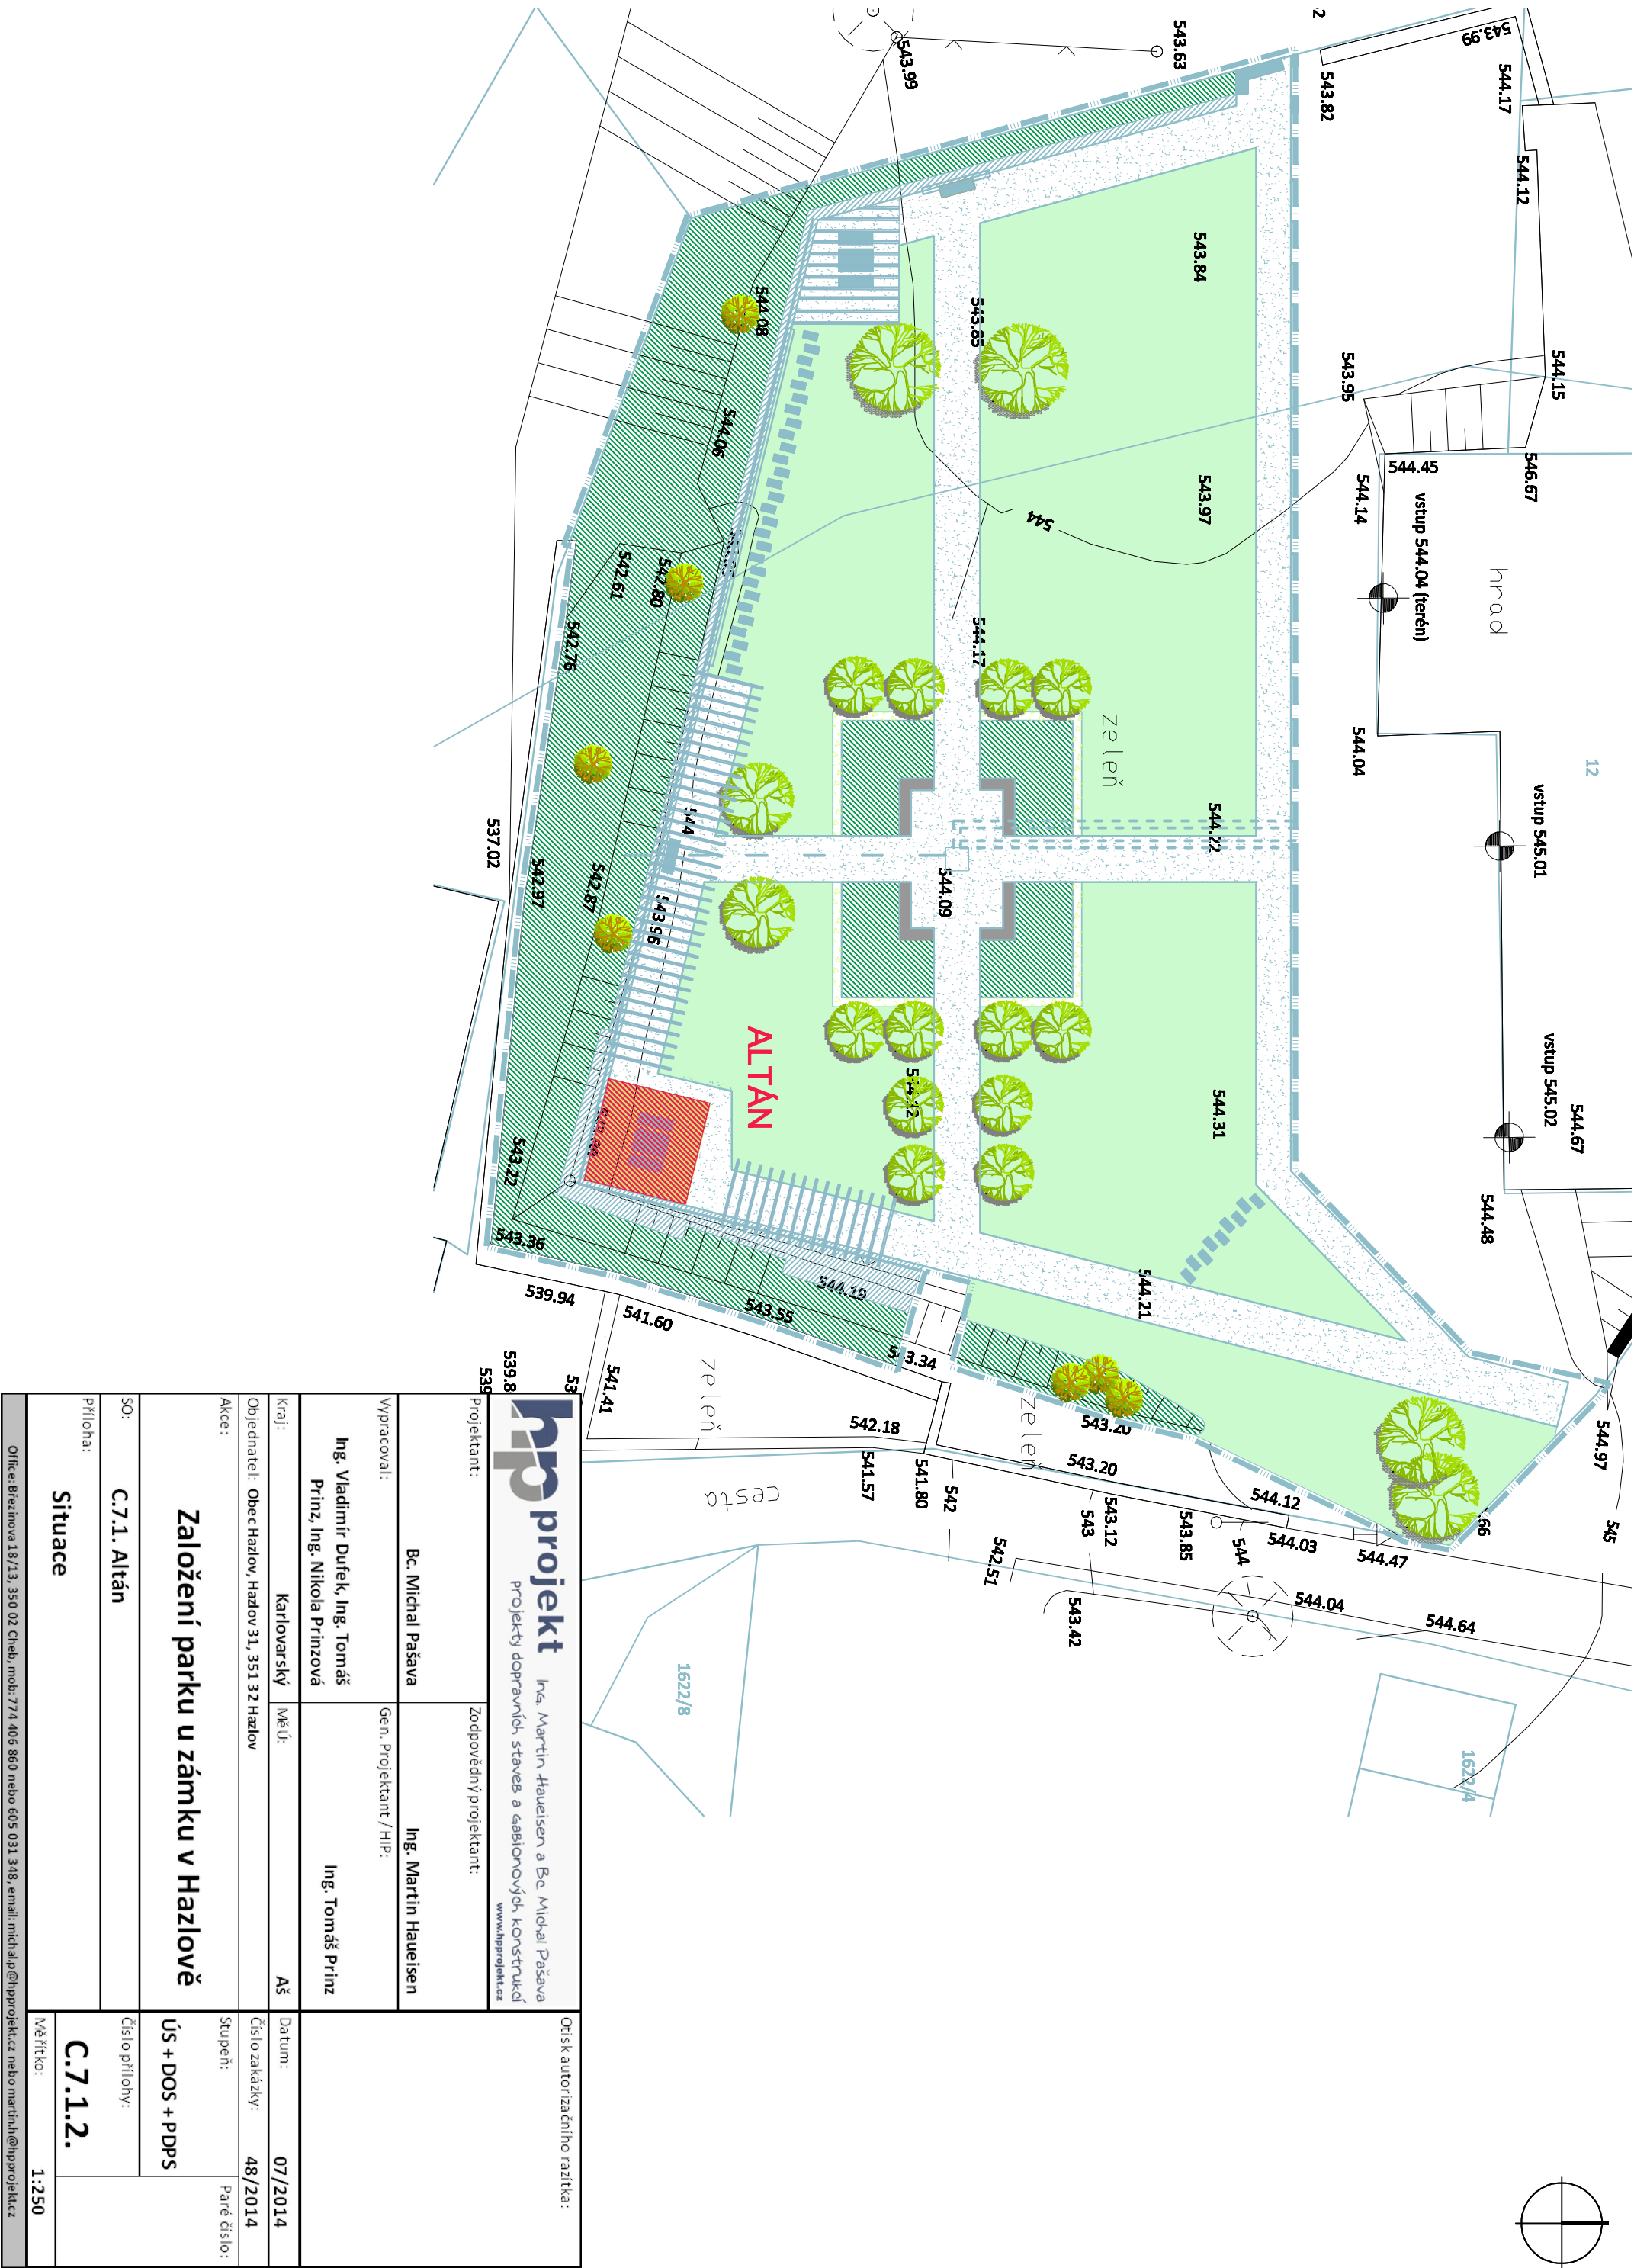 543.99
544.17
543.82
543.63
543.99
544.12
543.84
544.15
543.95
543.85
544.08
546.67
544.45
544.14
vstup 544.04 (terén)
hrad
543.97
544
544.06
542.80
542.61
542.76
544.17
zeleň
12
544.04
vstup 545.01
544.22
544
537.02
542.97
542.87
543.96
544.09
vstup 545.02
544.67
544.48
544.31
ALTÁN
543.22
543.36
544.21
544.19
543.55
539.94
541.60
539.8
541.41
zeleň
zeleň
543.20
543.20
542.18
541.57
541.80
542
cesta
543
543.12
543.85
544.12
544
544.03
544.47
544.97
545
542.51
543.42
544.04
544.64
1622/8
1622/4
hp projekt
Ing. Martin Haueisen a Bc. Michal Pašava
projekty dopravních staveb a gabionových konstrukcí
www.hpprojekt.cz
Otisk autorizačního razítka:
Projektant:
Bc. Michal Pašava
Zodpovědný projektant:
Ing. Martin Haueisen
Vypracoval:
Ing. Vladimír Dufek, Ing. Tomáš
Prinz, Ing. Nikola Prinzová
Gen. Projektant / HIP:
Ing. Tomáš Prinz
Kraj: Karlovarský
MěÚ: Aš
Datum: 07/2014
Objednatel: Obec Hazlov, Hazlov 31, 351 32 Hazlov
Číslo zakázky: 48/2014
Akce:
Založení parku u zámku v Hazlově
Stupeň:
ÚS + DOS + PDPS
Paré číslo:
SO:
C.7.1. Altán
Číslo přílohy:
C.7.1.2.
Příloha:
Situace
Měřítko: 1:250
Office: Březinova 18/13, 350 02 Cheb, mob: 774 406 860 nebo 605 031 348, email: michal.p@hpprojekt.cz nebo martin.h@hpprojekt.cz